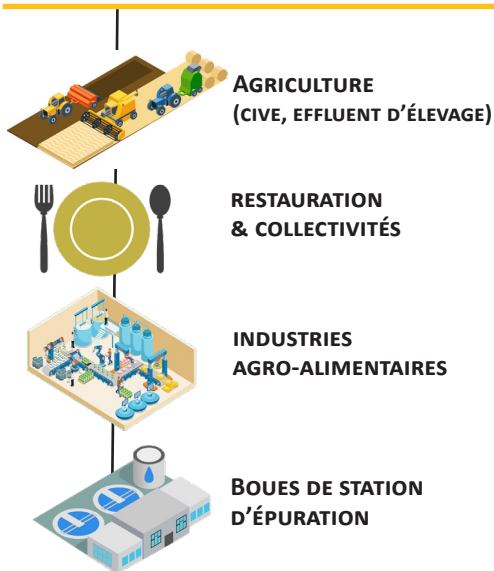 Agriculture
(cive, effluent d’élevage)
restauration
& collectivités
industries
agro-alimentaires
Boues de station
d’épuration